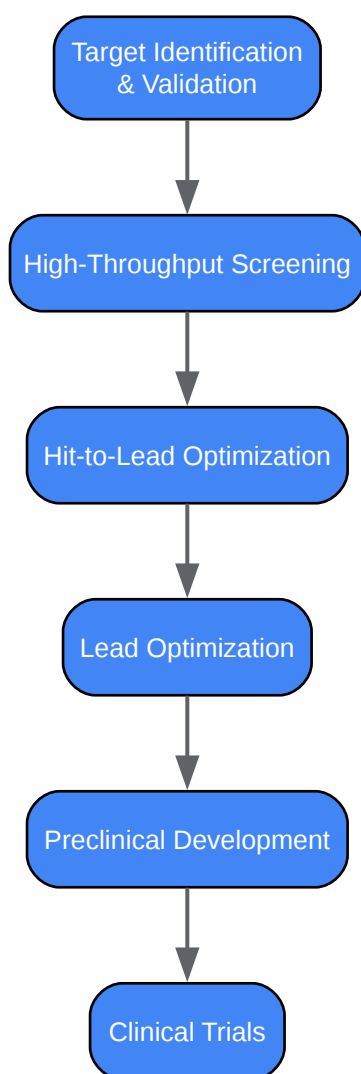 Target Identification
& Validation
High-Throughput Screening
Hit-to-Lead Optimization
Lead Optimization
Preclinical Development
Clinical Trials